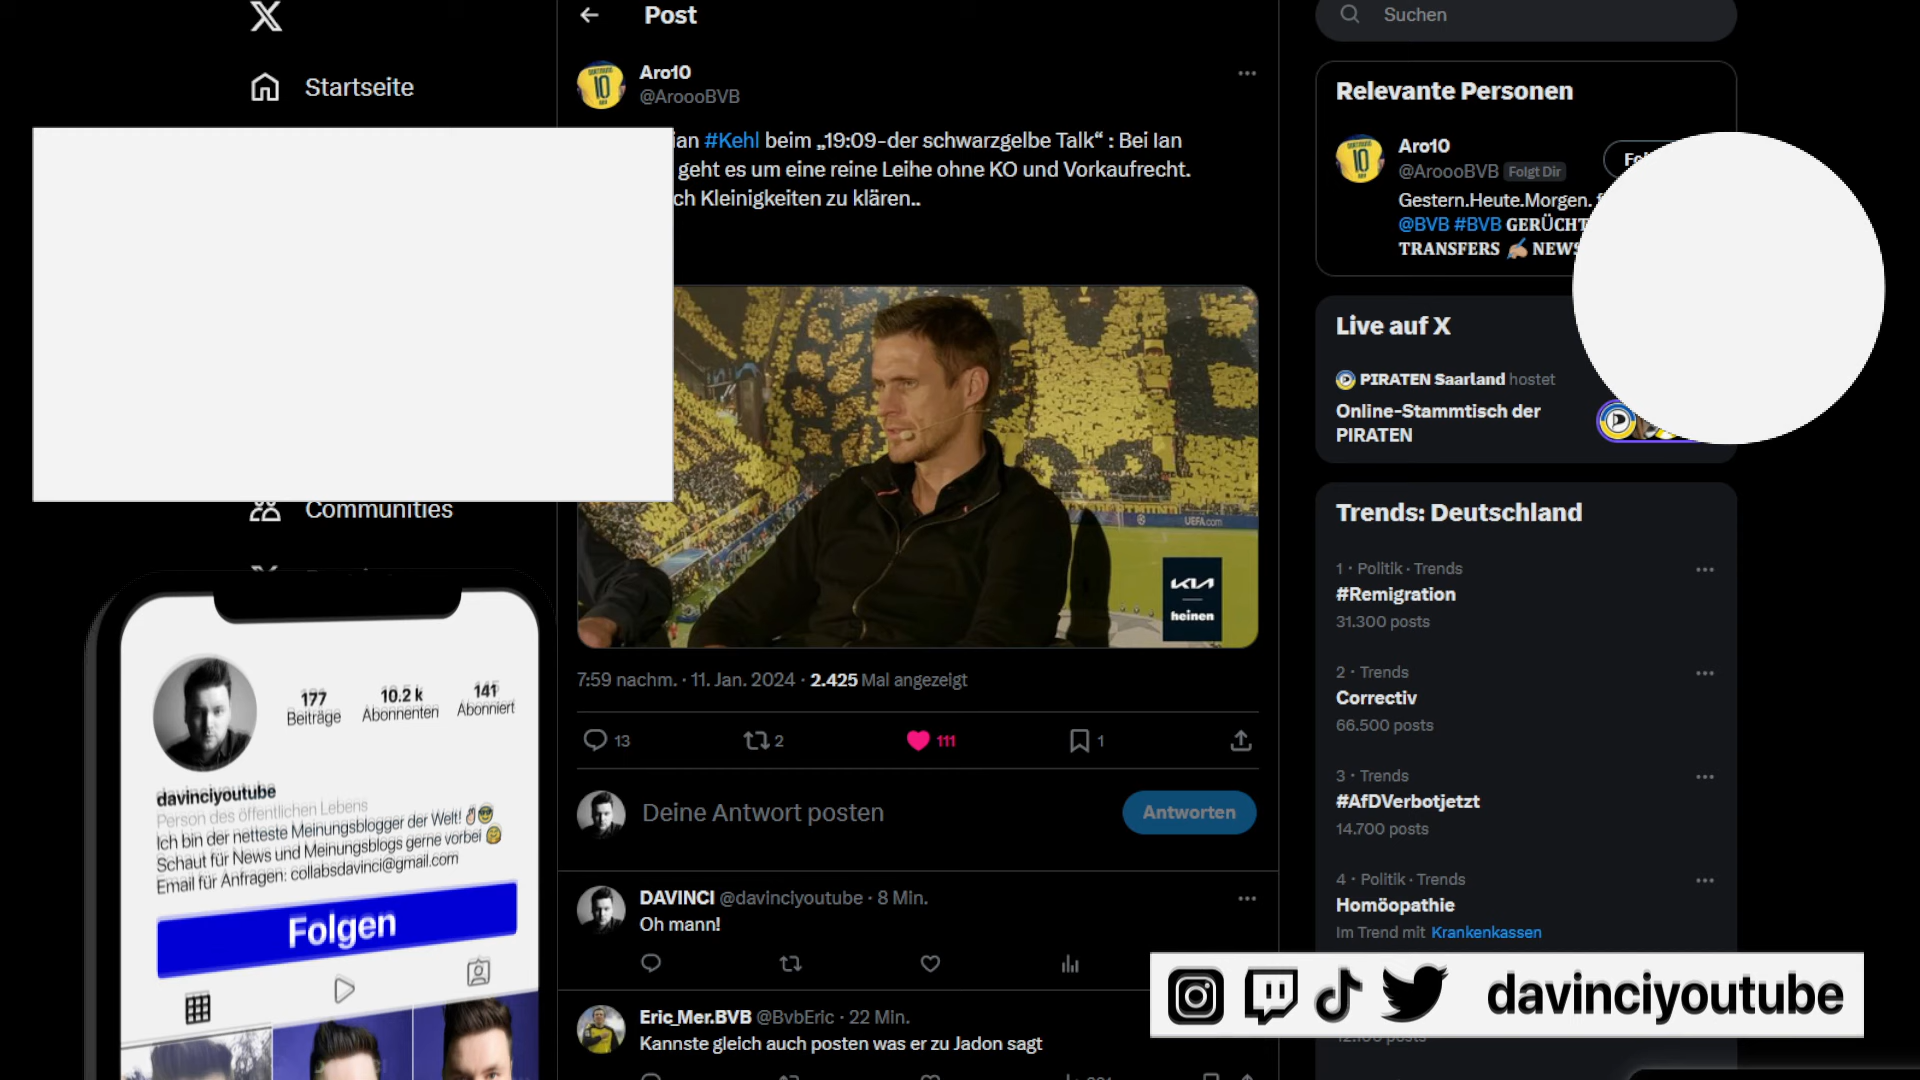 Post
Suchen
Startseite
Aro10
@AroooBVB
ian #Kehl beim „19:09-der schwarzgelbe Talk“ : Bei Ian
geht es um eine reine Leihe ohne KO und Vorkaufrecht.
ch Kleinigkeiten zu klären..
DORTMUND
10
Relevante Personen
Aro10
@AroooBVB Folgt Dir
Gestern.Heute.Morgen.
@BVB #BVB GERÜCHT
TRANSFERS ✍🏼 NEWS
Live auf X
PIRATEN Saarland hostet
Online-Stammtisch der
PIRATEN
Communities
UEFA.com
KIA
heinen
7:59 nachm. · 11. Jan. 2024 · 2.425 Mal angezeigt
13
2
111
1
Deine Antwort posten
Antworten
DAVINCI @davinciyoutube · 8 Min.
Oh mann!
Eric_Mer.BVB @BvbEric · 22 Min.
Kannste gleich auch posten was er zu Jadon sagt
Trends: Deutschland
1 · Politik · Trends
#Remigration
31.300 posts
2 · Trends
Correctiv
66.500 posts
3 · Trends
#AfDVerbotjetzt
14.700 posts
4 · Politik · Trends
Homöopathie
Im Trend mit Krankenkassen
177
Beiträge
10.2 k
Abonnenten
141
Abonniert
davinciyoutube
Person des öffentlichen Lebens
Ich bin der netteste Meinungsblogger der Welt! ✌🏻😎
Schaut für News und Meinungsblogs gerne vorbei 🤗
Email für Anfragen: collabsdavinci@gmail.com
Folgen
davinciyoutube